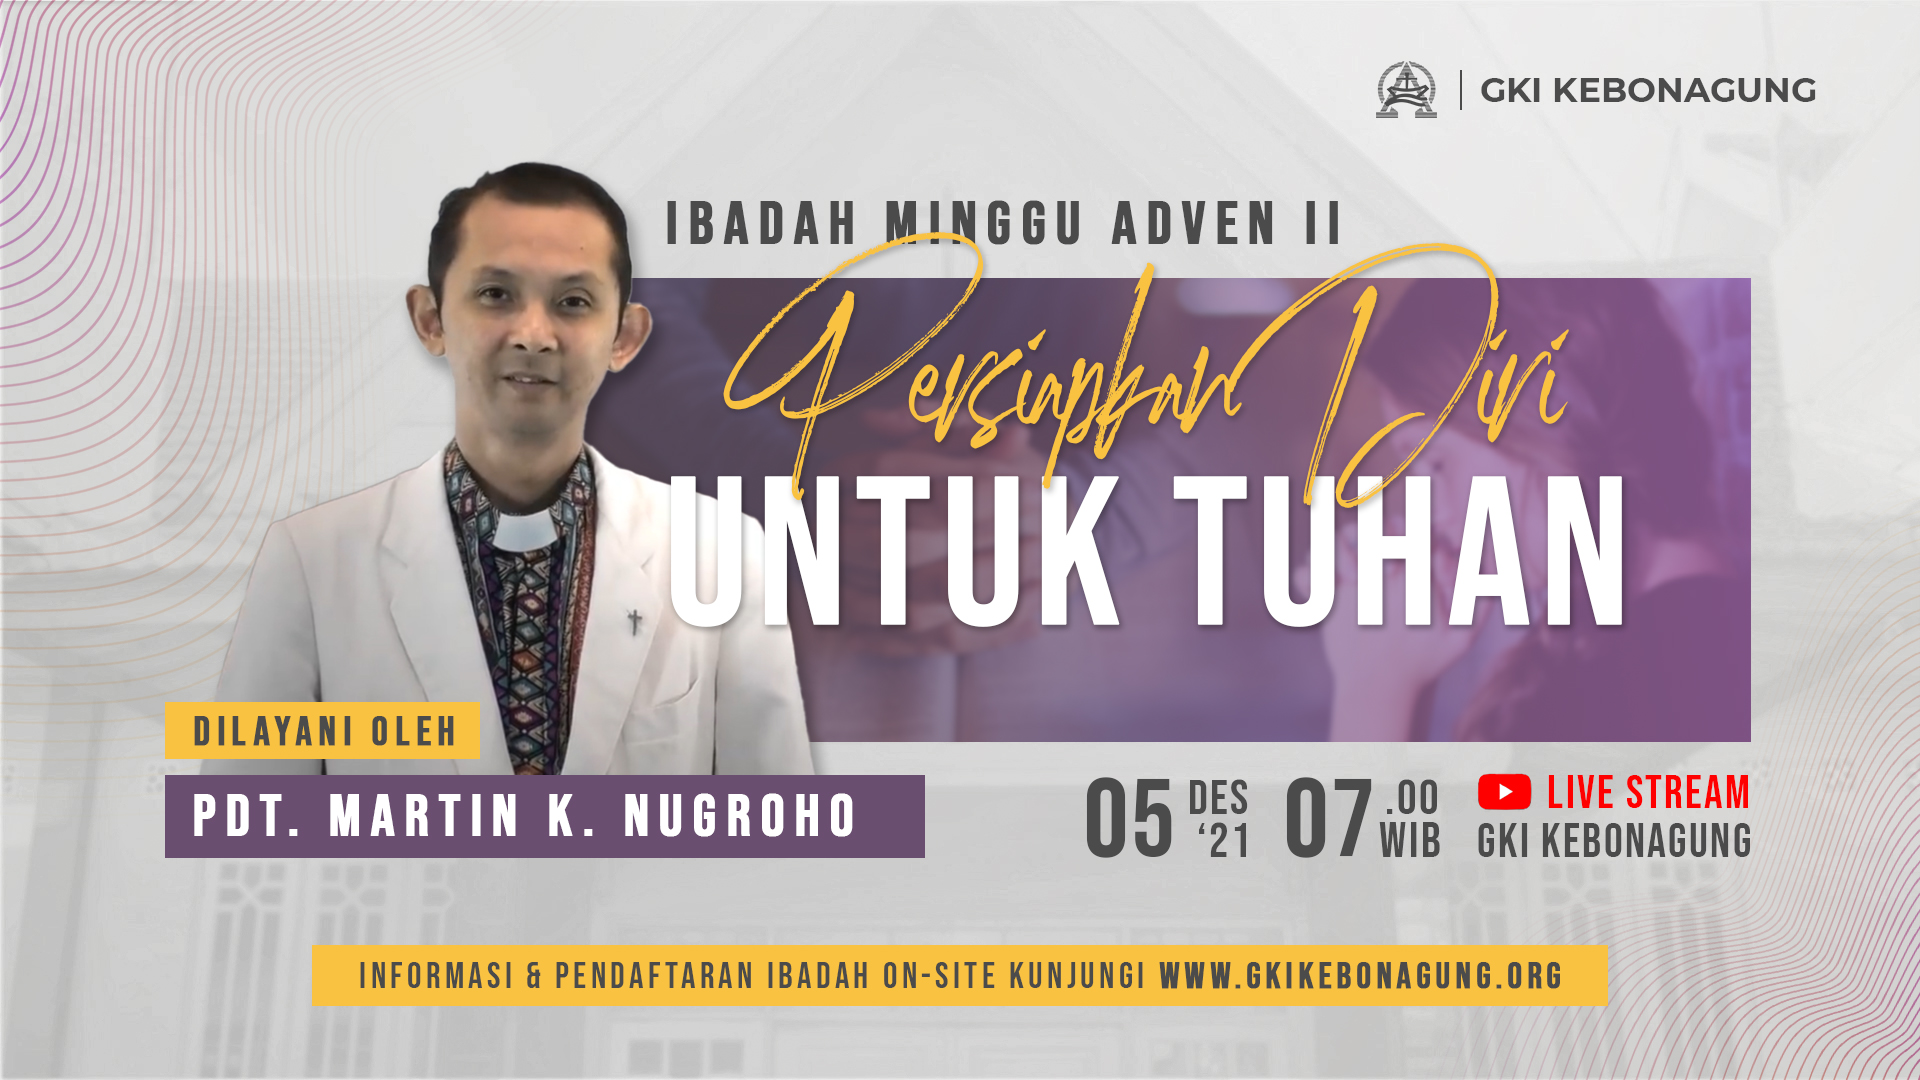 GKI KEBONAGUNG
IBADAH MINGGU ADVEN II
Persiapkan Diri
UNTUK TUHAN
DILAYANI OLEH
PDT. MARTIN K. NUGROHO
05 DES ‘21
07.00 WIB
LIVE STREAM
GKI KEBONAGUNG
INFORMASI & PENDAFTARAN IBADAH ON-SITE KUNJUNGI WWW.GKIKEBONAGUNG.ORG